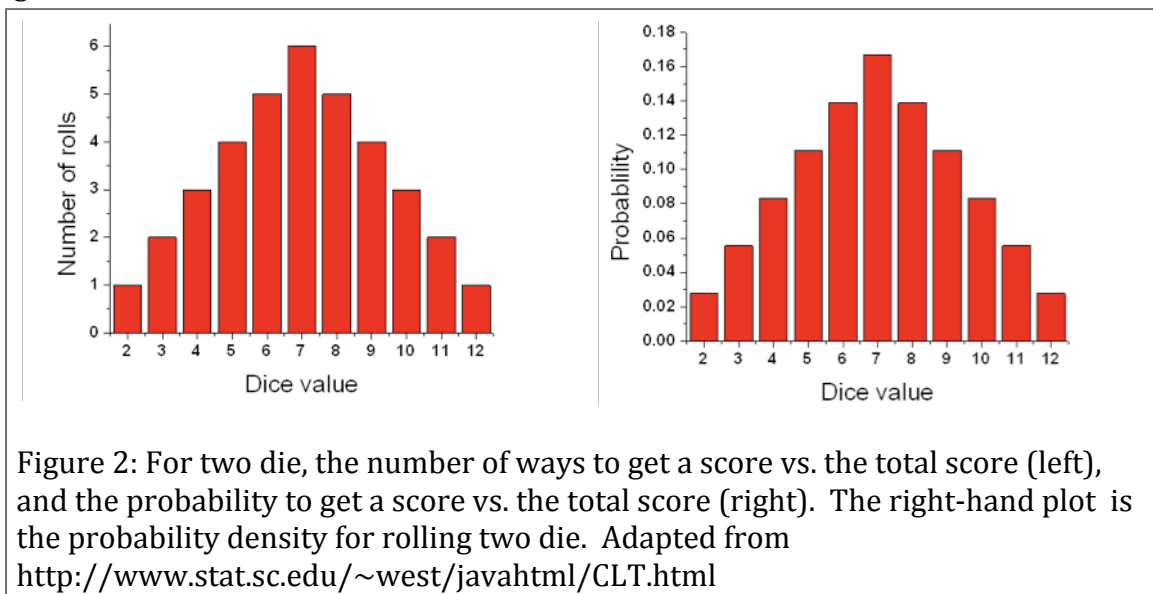 Number of rolls
6
5
4
3
2
1
0
2 3 4 5 6 7 8 9 10 11 12
Dice value
Probablility
0.18
0.16
0.14
0.12
0.10
0.08
0.06
0.04
0.02
0.00
2 3 4 5 6 7 8 9 10 11 12
Dice value
Figure 2: For two die, the number of ways to get a score vs. the total score (left),
and the probability to get a score vs. the total score (right). The right-hand plot is
the probability density for rolling two die. Adapted from
http://www.stat.sc.edu/~west/javahtml/CLT.html